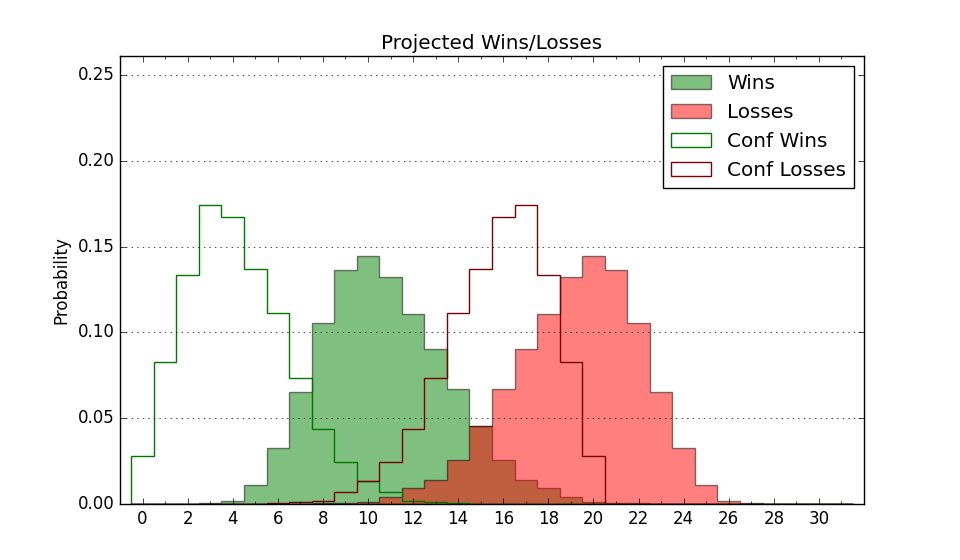 Projected Wins/Losses
0.25
0.20
0.15
0.10
0.05
0.00
Probability
Wins
Losses
Conf Wins
Conf Losses
0 2 4 6 8 10 12 14 16 18 20 22 24 26 28 30